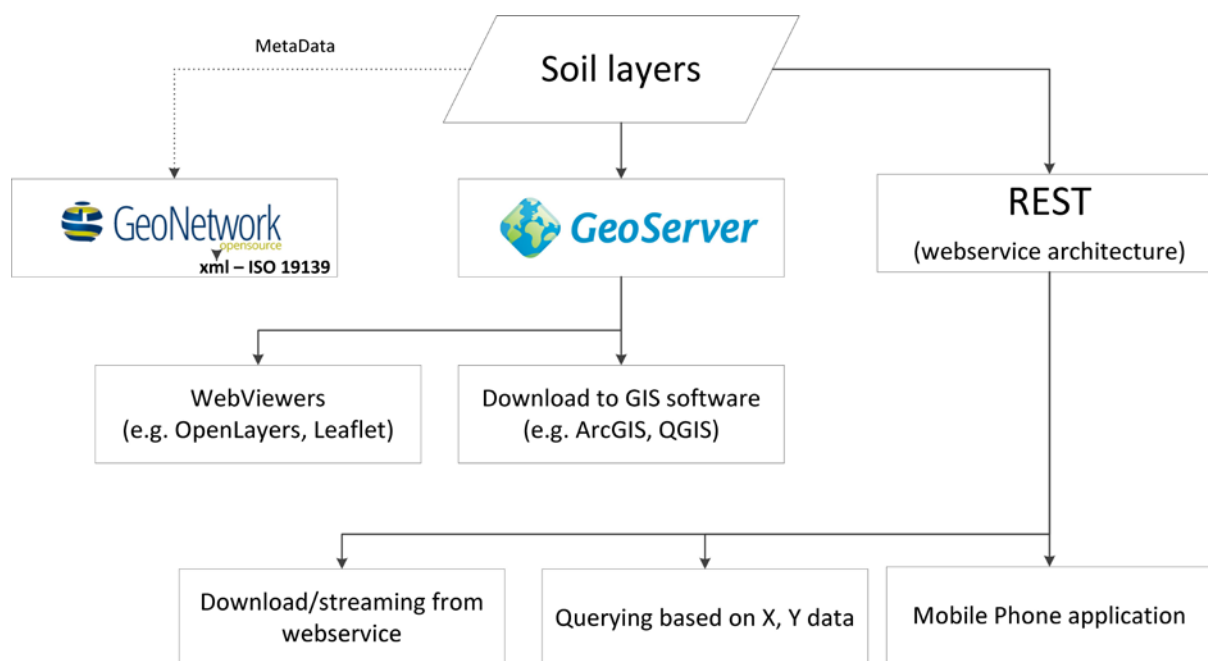 MetaData
Soil layers
GeoNetwork
opensource
xml – ISO 19139
GeoServer
REST
(webservice architecture)
WebViewers
(e.g. OpenLayers, Leaflet)
Download to GIS software
(e.g. ArcGIS, QGIS)
Download/streaming from
webservice
Querying based on X, Y data
Mobile Phone application